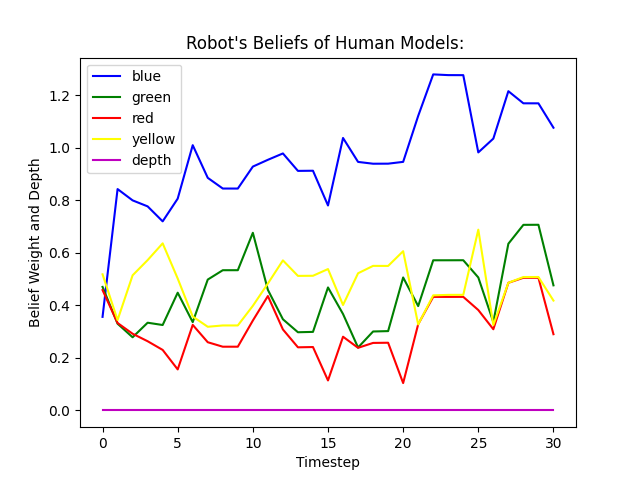 Robot's Beliefs of Human Models:
blue
green
red
yellow
depth
Belief Weight and Depth
1.2
1.0
0.8
0.6
0.4
0.2
0.0
0 5 10 15 20 25 30
Timestep